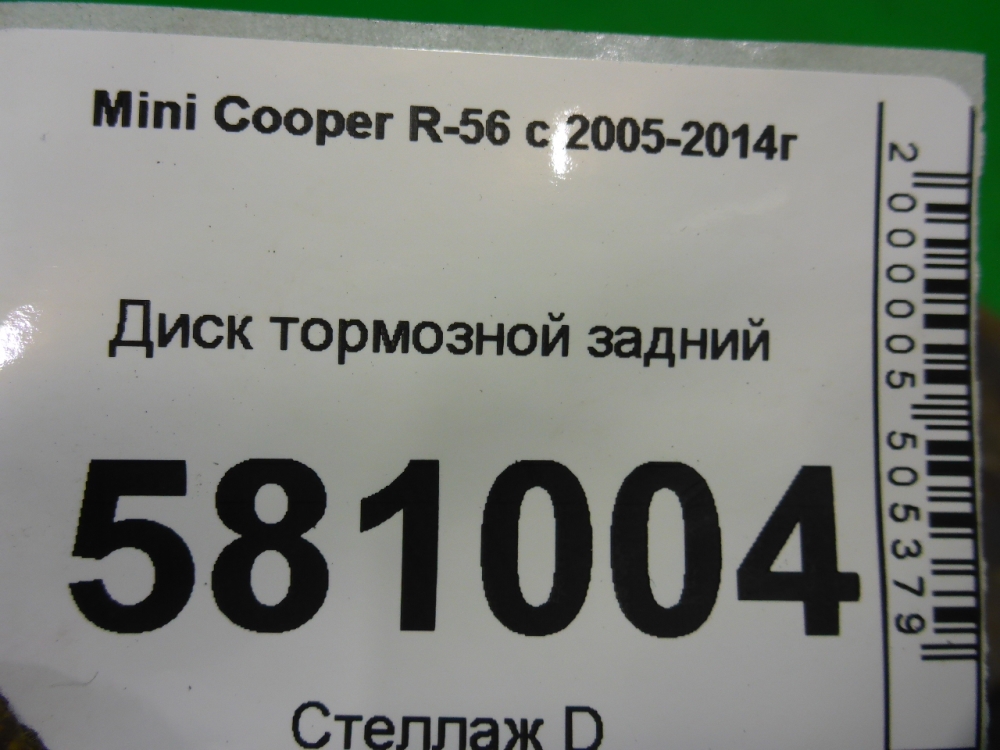 Mini Cooper R-56 с 2005-2014г
Диск тормозной задний
581004
Стеллаж D
2000005505379